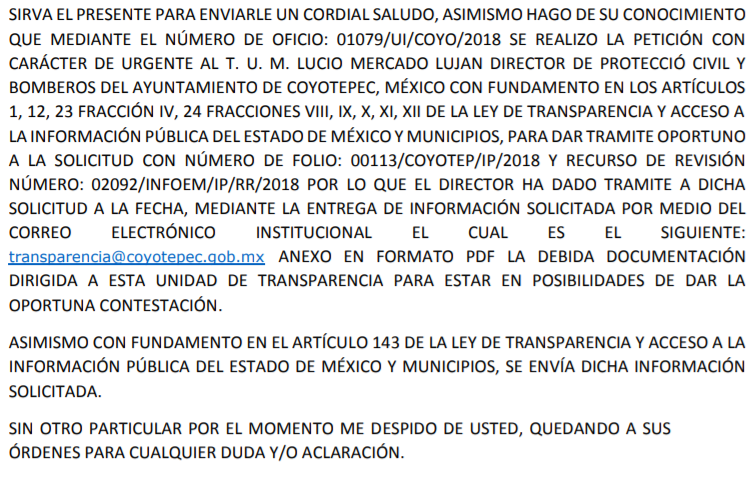 SIRVA EL PRESENTE PARA ENVIARLE UN CORDIAL SALUDO, ASIMISMO HAGO DE SU CONOCIMIENTO
QUE MEDIANTE EL NÚMERO DE OFICIO: 01079/UI/COYO/2018 SE REALIZO LA PETICIÓN CON
CARÁCTER DE URGENTE AL T. U. M. LUCIO MERCADO LUJAN DIRECTOR DE PROTECCIÓ CIVIL Y
BOMBEROS DEL AYUNTAMIENTO DE COYOTEPEC, MÉXICO CON FUNDAMENTO EN LOS ARTÍCULOS
1, 12, 23 FRACCIÓN IV, 24 FRACCIONES VIII, IX, X, XI, XII DE LA LEY DE TRANSPARENCIA Y ACCESO A
LA INFORMACIÓN PÚBLICA DEL ESTADO DE MÉXICO Y MUNICIPIOS, PARA DAR TRAMITE OPORTUNO
A LA SOLICITUD CON NÚMERO DE FOLIO: 00113/COYOTEP/IP/2018 Y RECURSO DE REVISIÓN
NÚMERO: 02092/INFOEM/IP/RR/2018 POR LO QUE EL DIRECTOR HA DADO TRAMITE A DICHA
SOLICITUD A LA FECHA, MEDIANTE LA ENTREGA DE INFORMACIÓN SOLICITADA POR MEDIO DEL
CORREO ELECTRÓNICO INSTITUCIONAL EL CUAL ES EL SIGUIENTE:
transparencia@coyotepec.gob.mx ANEXO EN FORMATO PDF LA DEBIDA DOCUMENTACIÓN
DIRIGIDA A ESTA UNIDAD DE TRANSPARENCIA PARA ESTAR EN POSIBILIDADES DE DAR LA
OPORTUNA CONTESTACIÓN.
ASIMISMO CON FUNDAMENTO EN EL ARTÍCULO 143 DE LA LEY DE TRANSPARENCIA Y ACCESO A LA
INFORMACIÓN PÚBLICA DEL ESTADO DE MÉXICO Y MUNICIPIOS, SE ENVÍA DICHA INFORMACIÓN
SOLICITADA.
SIN OTRO PARTICULAR POR EL MOMENTO ME DESPIDO DE USTED, QUEDANDO A SUS
ÓRDENES PARA CUALQUIER DUDA Y/O ACLARACIÓN.